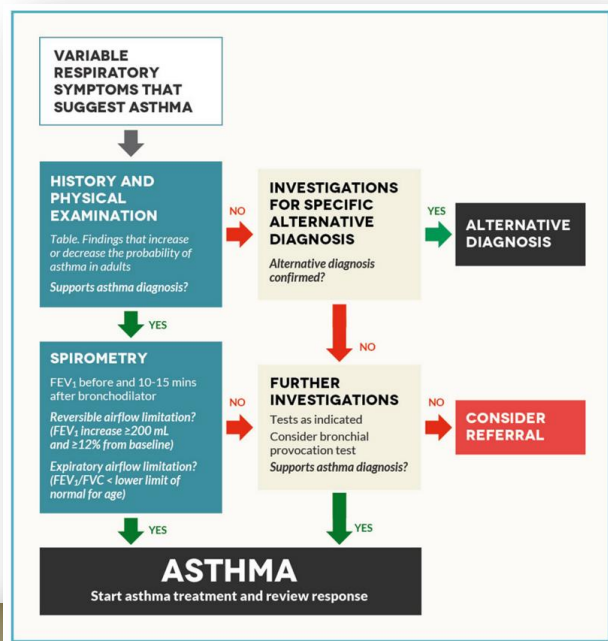 VARIABLE
RESPIRATORY
SYMPTOMS THAT
SUGGEST ASTHMA
HISTORY AND
PHYSICAL
EXAMINATION
Table. Findings that increase
or decrease the probability of
asthma in adults
Supports asthma diagnosis?
NO
INVESTIGATIONS
FOR SPECIFIC
ALTERNATIVE
DIAGNOSIS
Alternative diagnosis
confirmed?
YES
ALTERNATIVE
DIAGNOSIS
YES
NO
SPIROMETRY
FEV₁ before and 10-15 mins
after bronchodilator
Reversible airflow limitation?
(FEV₁ increase ≥200 mL
and ≥12% from baseline)
Expiratory airflow limitation?
(FEV₁/FVC < lower limit of
normal for age)
NO
FURTHER
INVESTIGATIONS
Tests as indicated
Consider bronchial
provocation test
Supports asthma diagnosis?
NO
CONSIDER
REFERRAL
YES
YES
ASTHMA
Start asthma treatment and review response